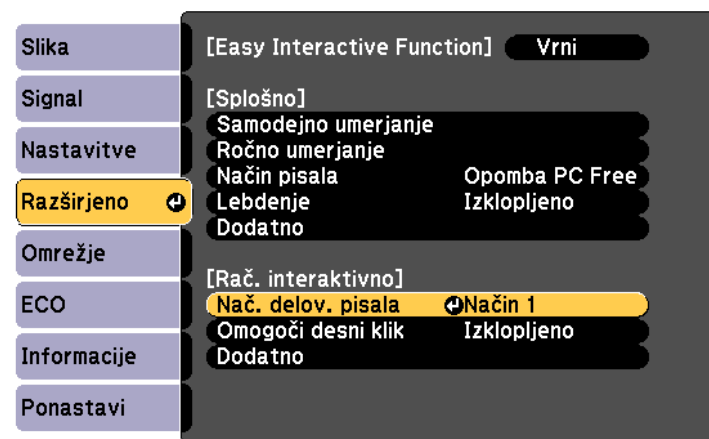 Slika
Signal
Nastavitve
Razširjeno
Omrežje
ECO
Informacije
Ponastavi
[Easy Interactive Function] Vrni
[Splošno]
Samodejno umerjanje
Ročno umerjanje
Način pisala Opomba PC Free
Lebdenje Izklopljeno
Dodatno
[Rač. interaktivno]
Nač. delov. pisala Način 1
Omogoči desni klik Izklopljeno
Dodatno